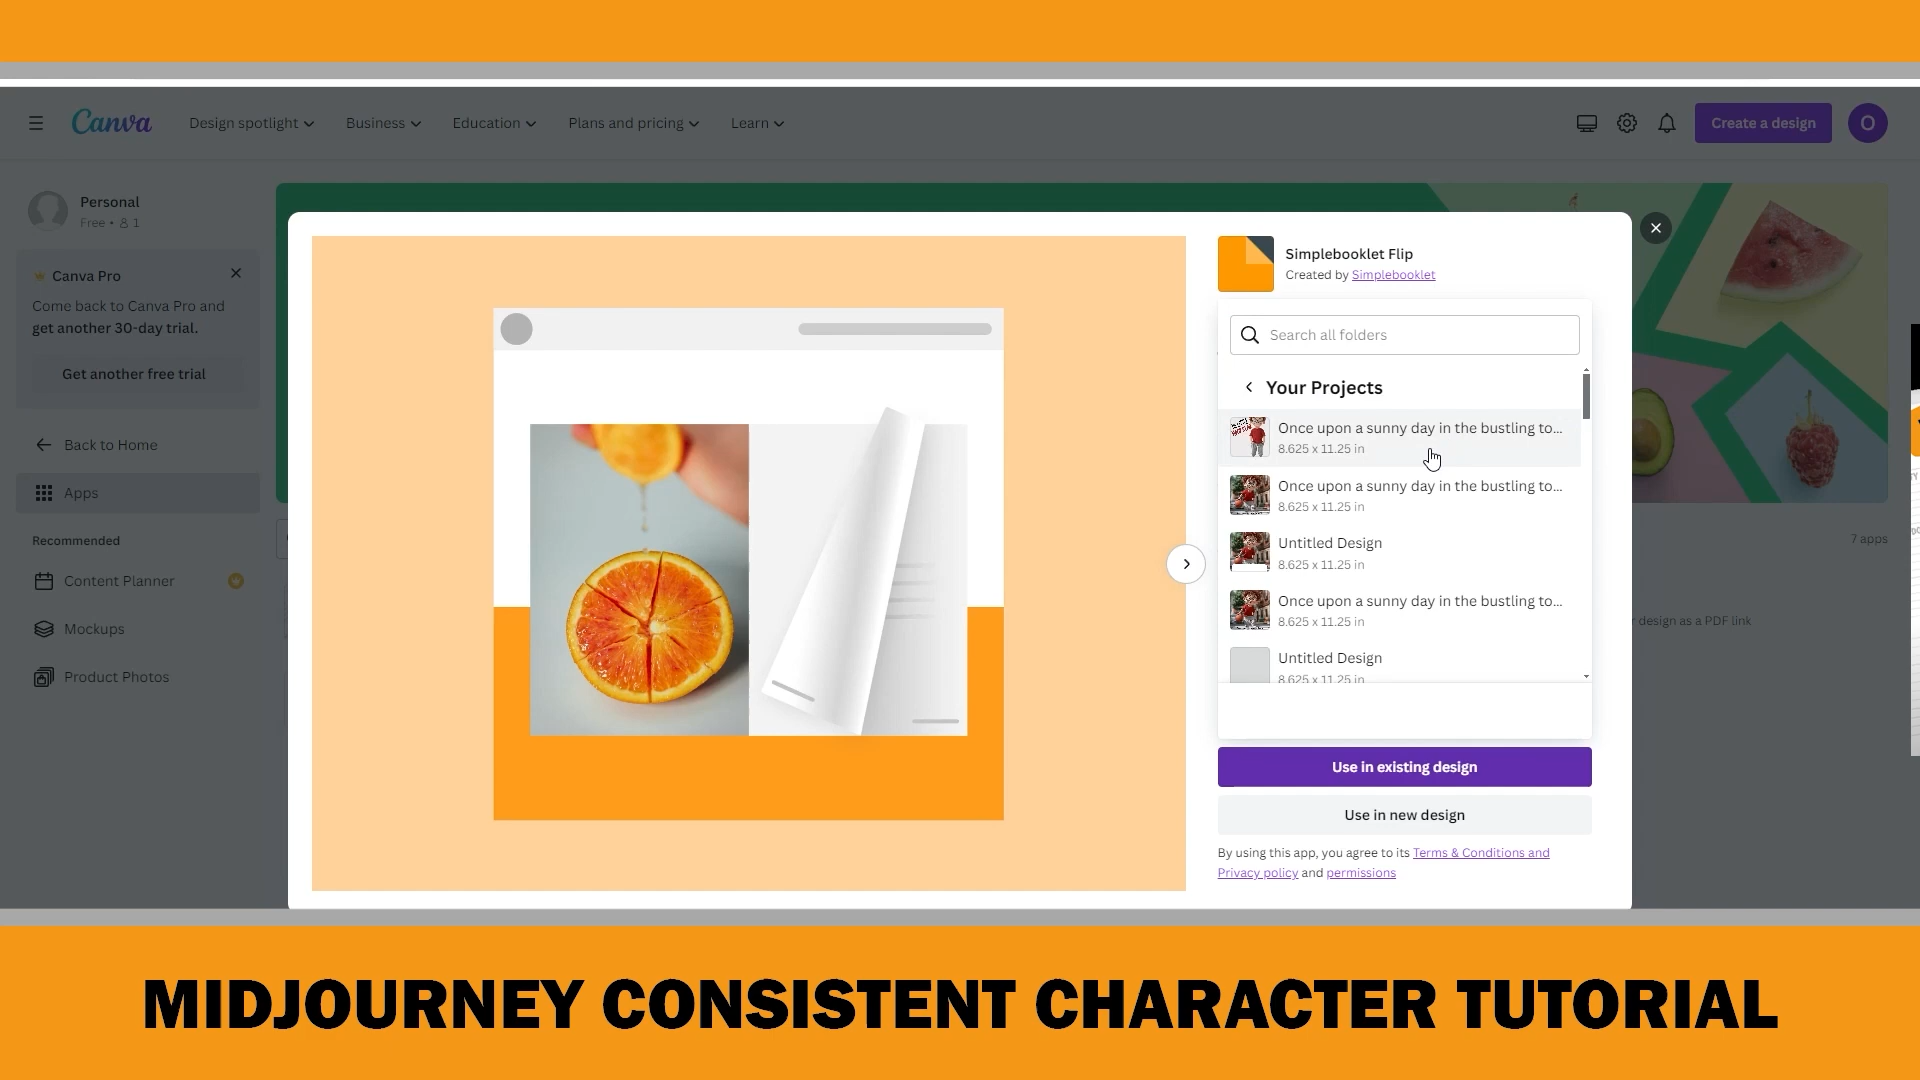 Canva
Design spotlight
Business
Education
Plans and pricing
Learn
Create a design
O
Personal
Free • 1
Canva Pro
Come back to Canva Pro and
get another 30-day trial.
Get another free trial
Back to Home
Apps
Recommended
Content Planner
Mockups
Product Photos
Simplebooklet Flip
Created by Simplebooklet
Search all folders
Your Projects
Once upon a sunny day in the bustling to...
8.625 x 11.25 in
Once upon a sunny day in the bustling to...
8.625 x 11.25 in
Untitled Design
8.625 x 11.25 in
Once upon a sunny day in the bustling to...
8.625 x 11.25 in
Untitled Design
8.625 x 11.25 in
Use in existing design
Use in new design
By using this app, you agree to its Terms & Conditions and
Privacy policy and permissions
7 apps
design as a PDF link
MIDJOURNEY CONSISTENT CHARACTER TUTORIAL